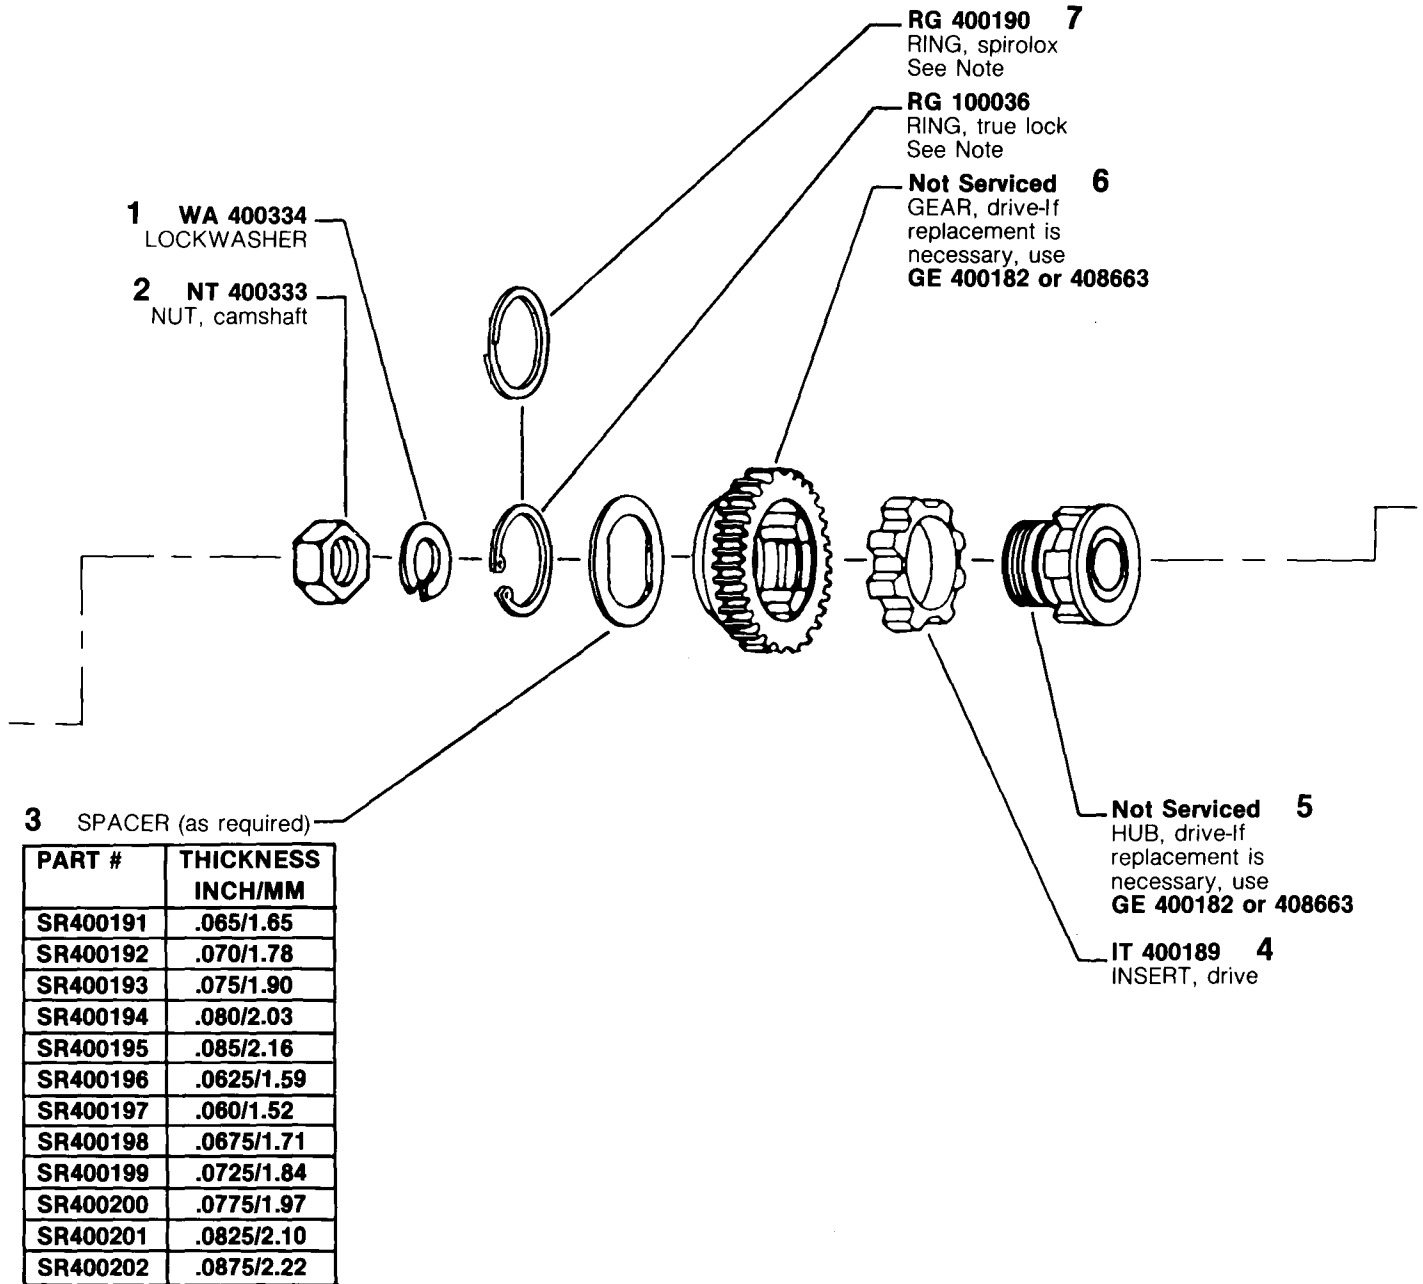 RG 400190 7
RING, spirolox
See Note
RG 100036
RING, true lock
See Note
Not Serviced 6
GEAR, drive-If
replacement is
necessary, use
GE 400182 or 408663
1 WA 400334
LOCKWASHER
2 NT 400333
NUT, camshaft
3 SPACER (as required)
PART # THICKNESS
INCH/MM
SR400191 .065/1.65
SR400192 .070/1.78
SR400193 .075/1.90
SR400194 .080/2.03
SR400195 .085/2.16
SR400196 .0625/1.59
SR400197 .060/1.52
SR400198 .0675/1.71
SR400199 .0725/1.84
SR400200 .0775/1.97
SR400201 .0825/2.10
SR400202 .0875/2.22
Not Serviced 5
HUB, drive-If
replacement is
necessary, use
GE 400182 or 408663
IT 400189 4
INSERT, drive